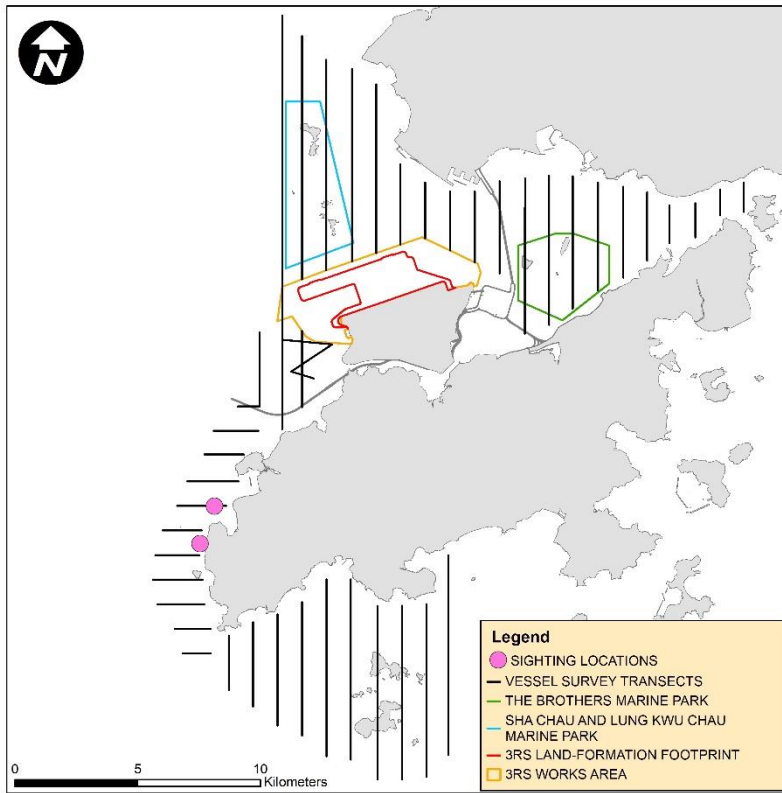 N
Legend
SIGHTING LOCATIONS
VESSEL SURVEY TRANSECTS
THE BROTHERS MARINE PARK
SHA CHAU AND LUNG KWU CHAU
MARINE PARK
3RS LAND-FORMATION FOOTPRINT
3RS WORKS AREA
0 5 10
Kilometers